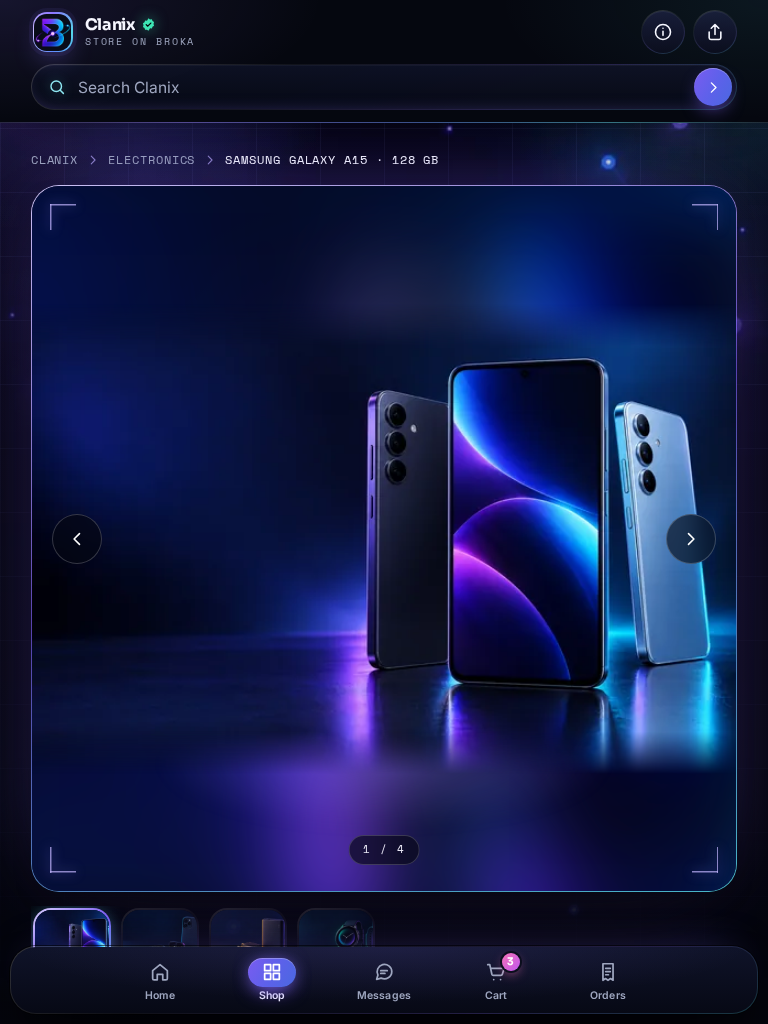 Clanix
STORE ON BROKA
Search Clanix
CLANIX > ELECTRONICS > SAMSUNG GALAXY A15 · 128 GB
1 / 4
3
Home
Shop
Messages
Cart
Orders